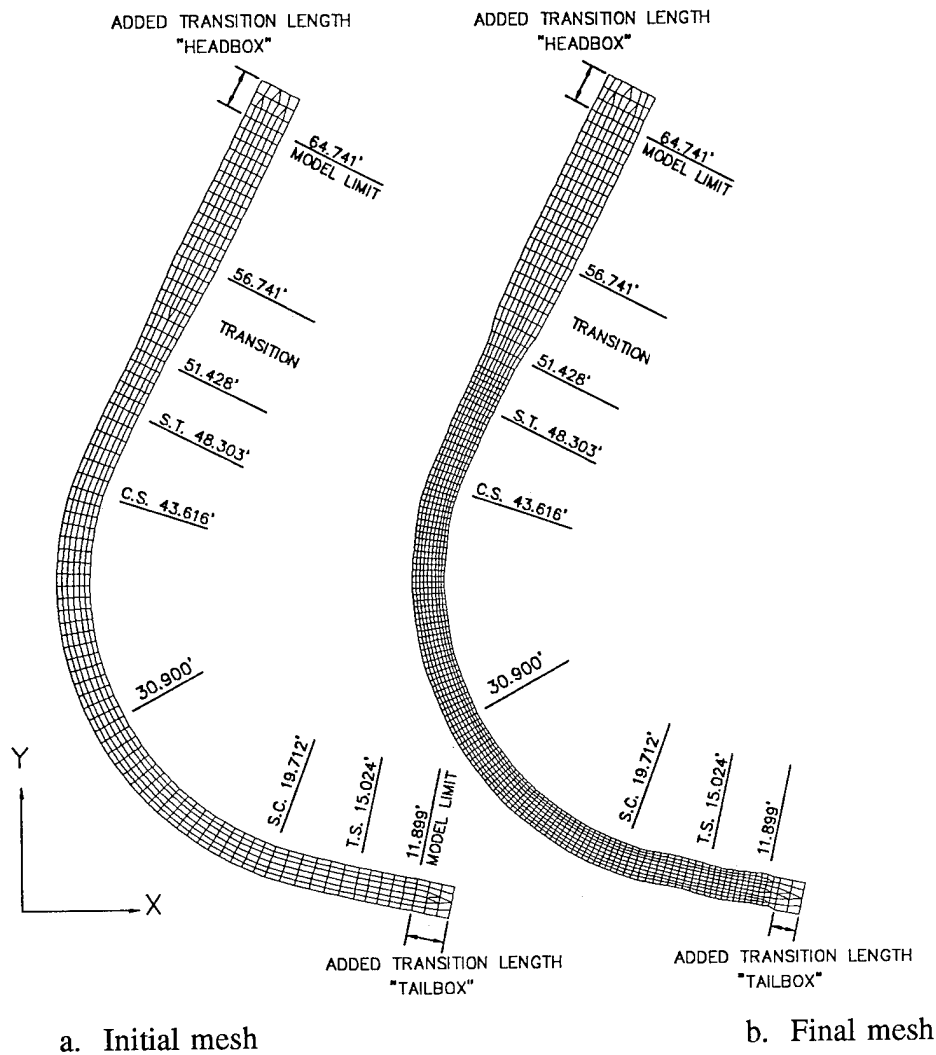 ADDED TRANSITION LENGTH
"HEADBOX"
64.741'
MODEL LIMIT
56.741'
TRANSITION
51.428'
S.T. 48.303'
C.S. 43.616'
30.900'
S.C. 19.712'
T.S. 15.024'
11.899'
MODEL LIMIT
Y
X
ADDED TRANSITION LENGTH
"TAILBOX"
a. Initial mesh
ADDED TRANSITION LENGTH
"HEADBOX"
64.741'
MODEL LIMIT
56.741'
TRANSITION
51.428'
S.T. 48.303'
C.S. 43.616'
30.900'
S.C. 19.712'
T.S. 15.024'
11.899'
ADDED TRANSITION LENGTH
"TAILBOX"
b. Final mesh